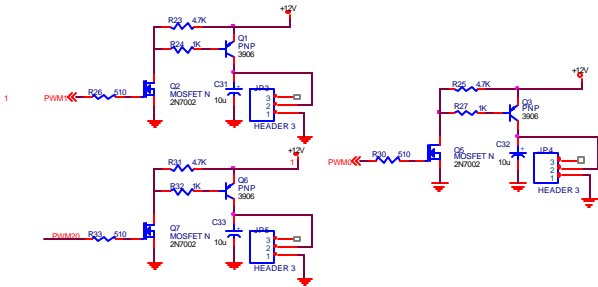 +12V
R23 4.7K
R24 1K
Q1
PNP
3906
Q2
MOSFET N
2N7002
C31
10u
JP3
3
2
1
HEADER 3
1
PWM1
R26 510
+12V
R25 4.7K
R27 1K
Q3
PNP
3906
Q5
MOSFET N
2N7002
C32
10u
JP4
3
2
1
HEADER 3
PWM0
R30 510
+12V
1
R31 4.7K
R32 1K
Q6
PNP
3906
Q7
MOSFET N
2N7002
C33
10u
JP5
3
2
1
HEADER 3
PWM20
R33 510